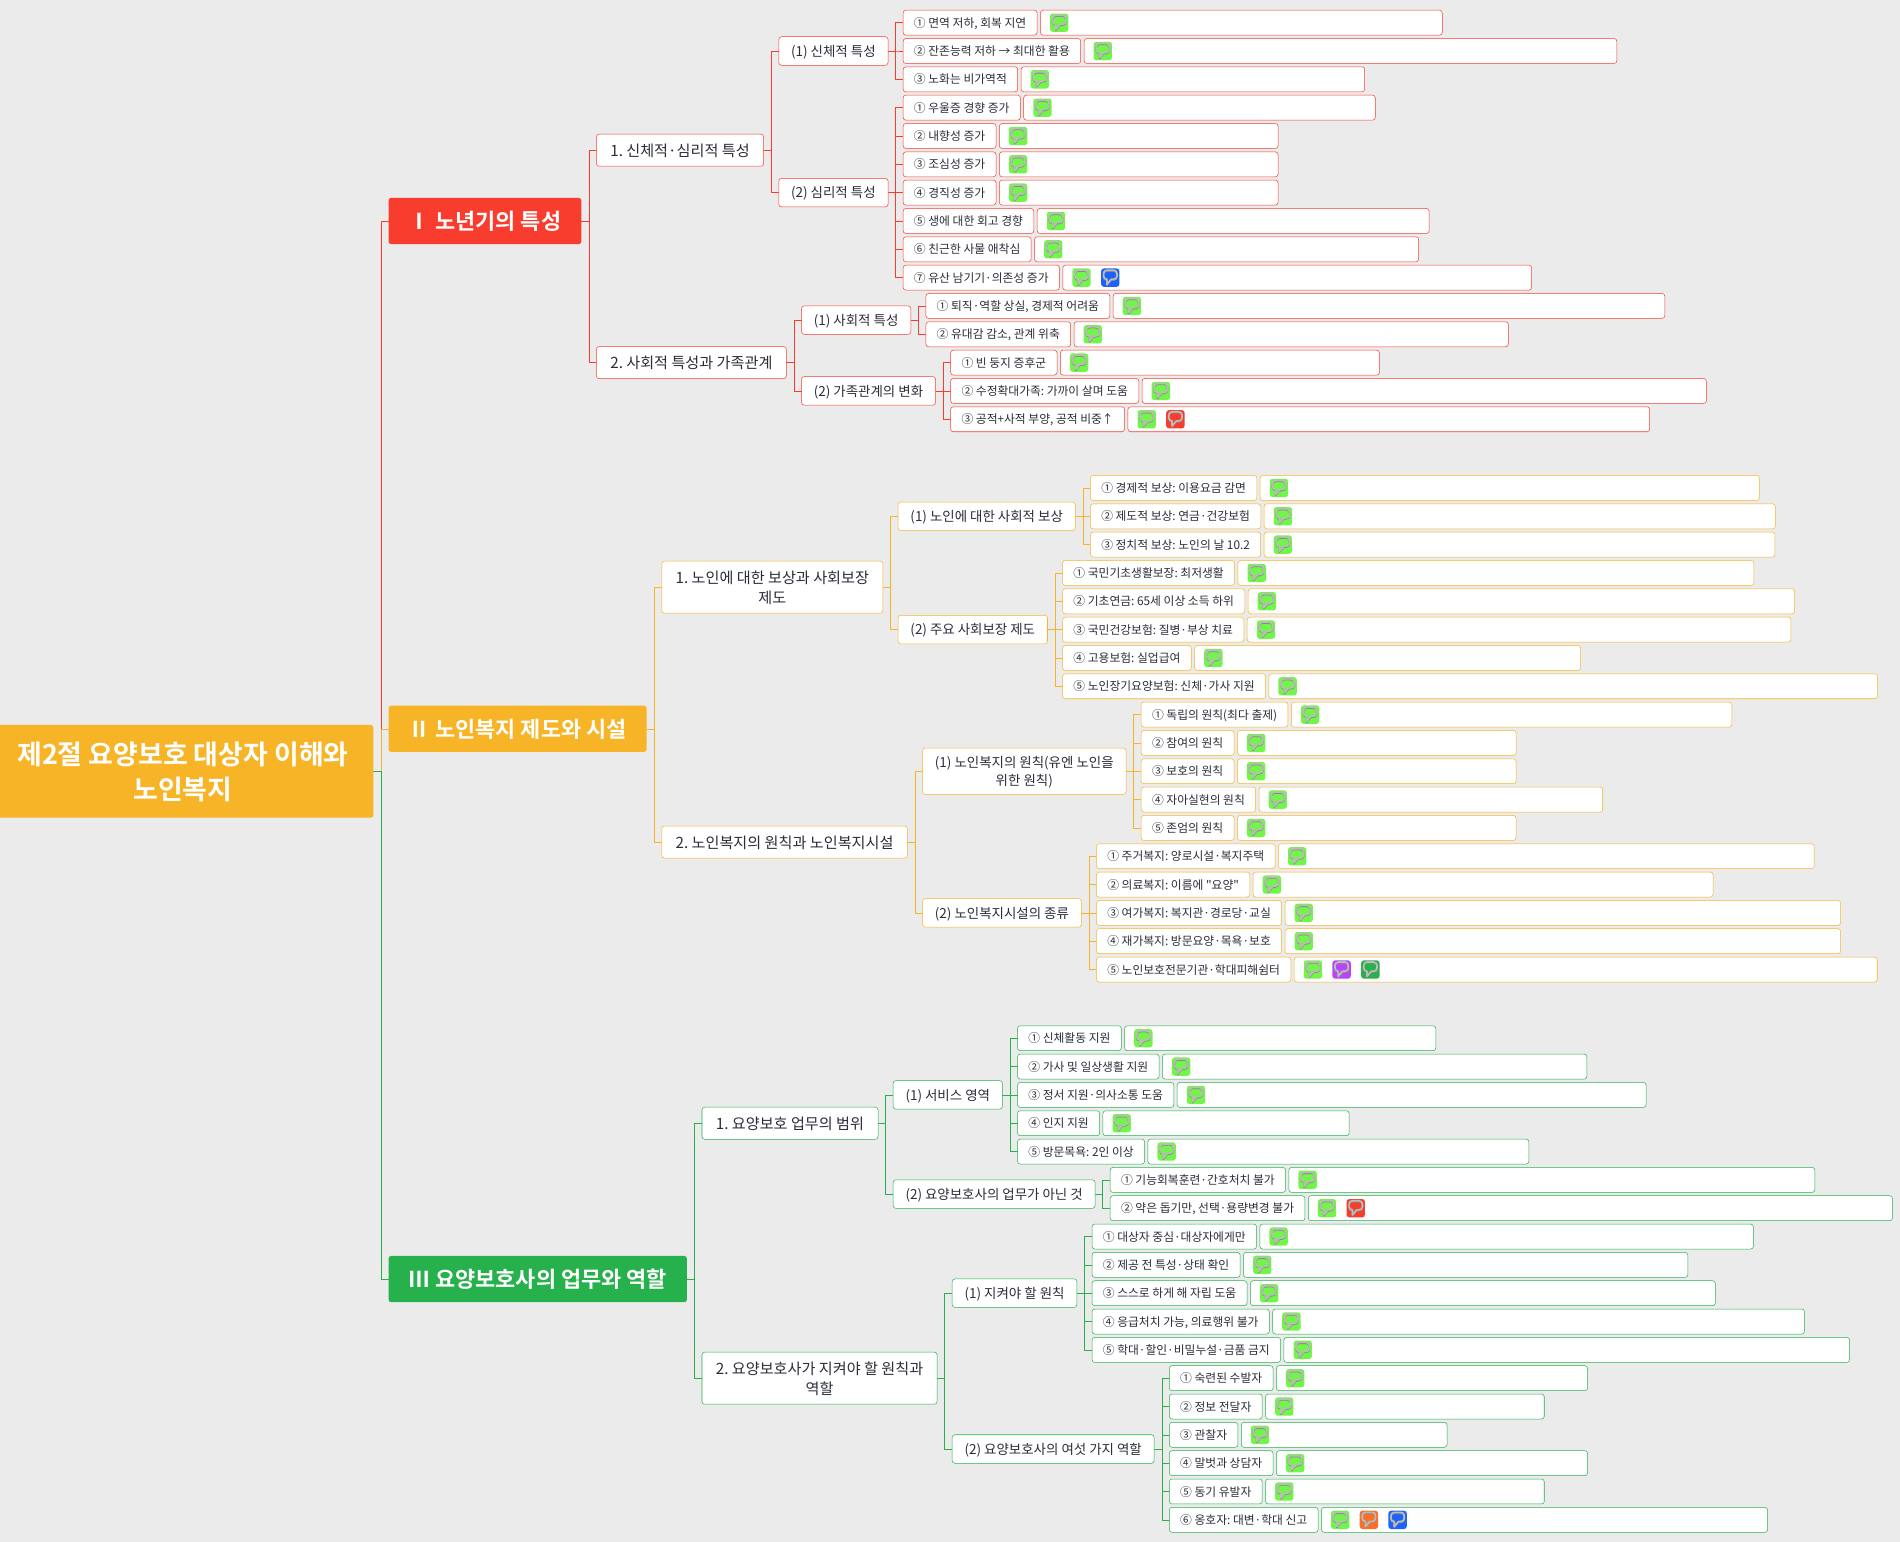 제2절 요양보호 대상자 이해와
노인복지
Ⅰ 노년기의 특성
1. 신체적·심리적 특성
(1) 신체적 특성
① 면역 저하, 회복 지연
② 잔존능력 저하 → 최대한 활용
③ 노화는 비가역적
(2) 심리적 특성
① 우울증 경향 증가
② 내향성 증가
③ 조심성 증가
④ 경직성 증가
⑤ 생에 대한 회고 경향
⑥ 친근한 사물 애착심
⑦ 유산 남기기·의존성 증가
2. 사회적 특성과 가족관계
(1) 사회적 특성
① 퇴직·역할 상실, 경제적 어려움
② 유대감 감소, 관계 위축
(2) 가족관계의 변화
① 빈 둥지 증후군
② 수정확대가족: 가까이 살며 도움
③ 공적+사적 부양, 공적 비중↑
Ⅱ 노인복지 제도와 시설
1. 노인에 대한 보상과 사회보장
제도
(1) 노인에 대한 사회적 보상
① 경제적 보상: 이용요금 감면
② 제도적 보상: 연금·건강보험
③ 정치적 보상: 노인의 날 10.2
(2) 주요 사회보장 제도
① 국민기초생활보장: 최저생활
② 기초연금: 65세 이상 소득 하위
③ 국민건강보험: 질병·부상 치료
④ 고용보험: 실업급여
⑤ 노인장기요양보험: 신체·가사 지원
2. 노인복지의 원칙과 노인복지시설
(1) 노인복지의 원칙(유엔 노인을
위한 원칙)
① 독립의 원칙(최다 출제)
② 참여의 원칙
③ 보호의 원칙
④ 자아실현의 원칙
⑤ 존엄의 원칙
(2) 노인복지시설의 종류
① 주거복지: 양로시설·복지주택
② 의료복지: 이름에 "요양"
③ 여가복지: 복지관·경로당·교실
④ 재가복지: 방문요양·목욕·보호
⑤ 노인보호전문기관·학대피해쉼터
Ⅲ 요양보호사의 업무와 역할
1. 요양보호 업무의 범위
(1) 서비스 영역
① 신체활동 지원
② 가사 및 일상생활 지원
③ 정서 지원·의사소통 도움
④ 인지 지원
⑤ 방문목욕: 2인 이상
(2) 요양보호사의 업무가 아닌 것
① 기능회복훈련·간호처치 불가
② 약은 돕기만, 선택·용량변경 불가
2. 요양보호사가 지켜야 할 원칙과
역할
(1) 지켜야 할 원칙
① 대상자 중심·대상자에게만
② 제공 전 특성·상태 확인
③ 스스로 하게 해 자립 도움
④ 응급처치 가능, 의료행위 불가
⑤ 학대·할인·비밀누설·금품 금지
(2) 요양보호사의 여섯 가지 역할
① 숙련된 수발자
② 정보 전달자
③ 관찰자
④ 말벗과 상담자
⑤ 동기 유발자
⑥ 옹호자: 대변·학대 신고